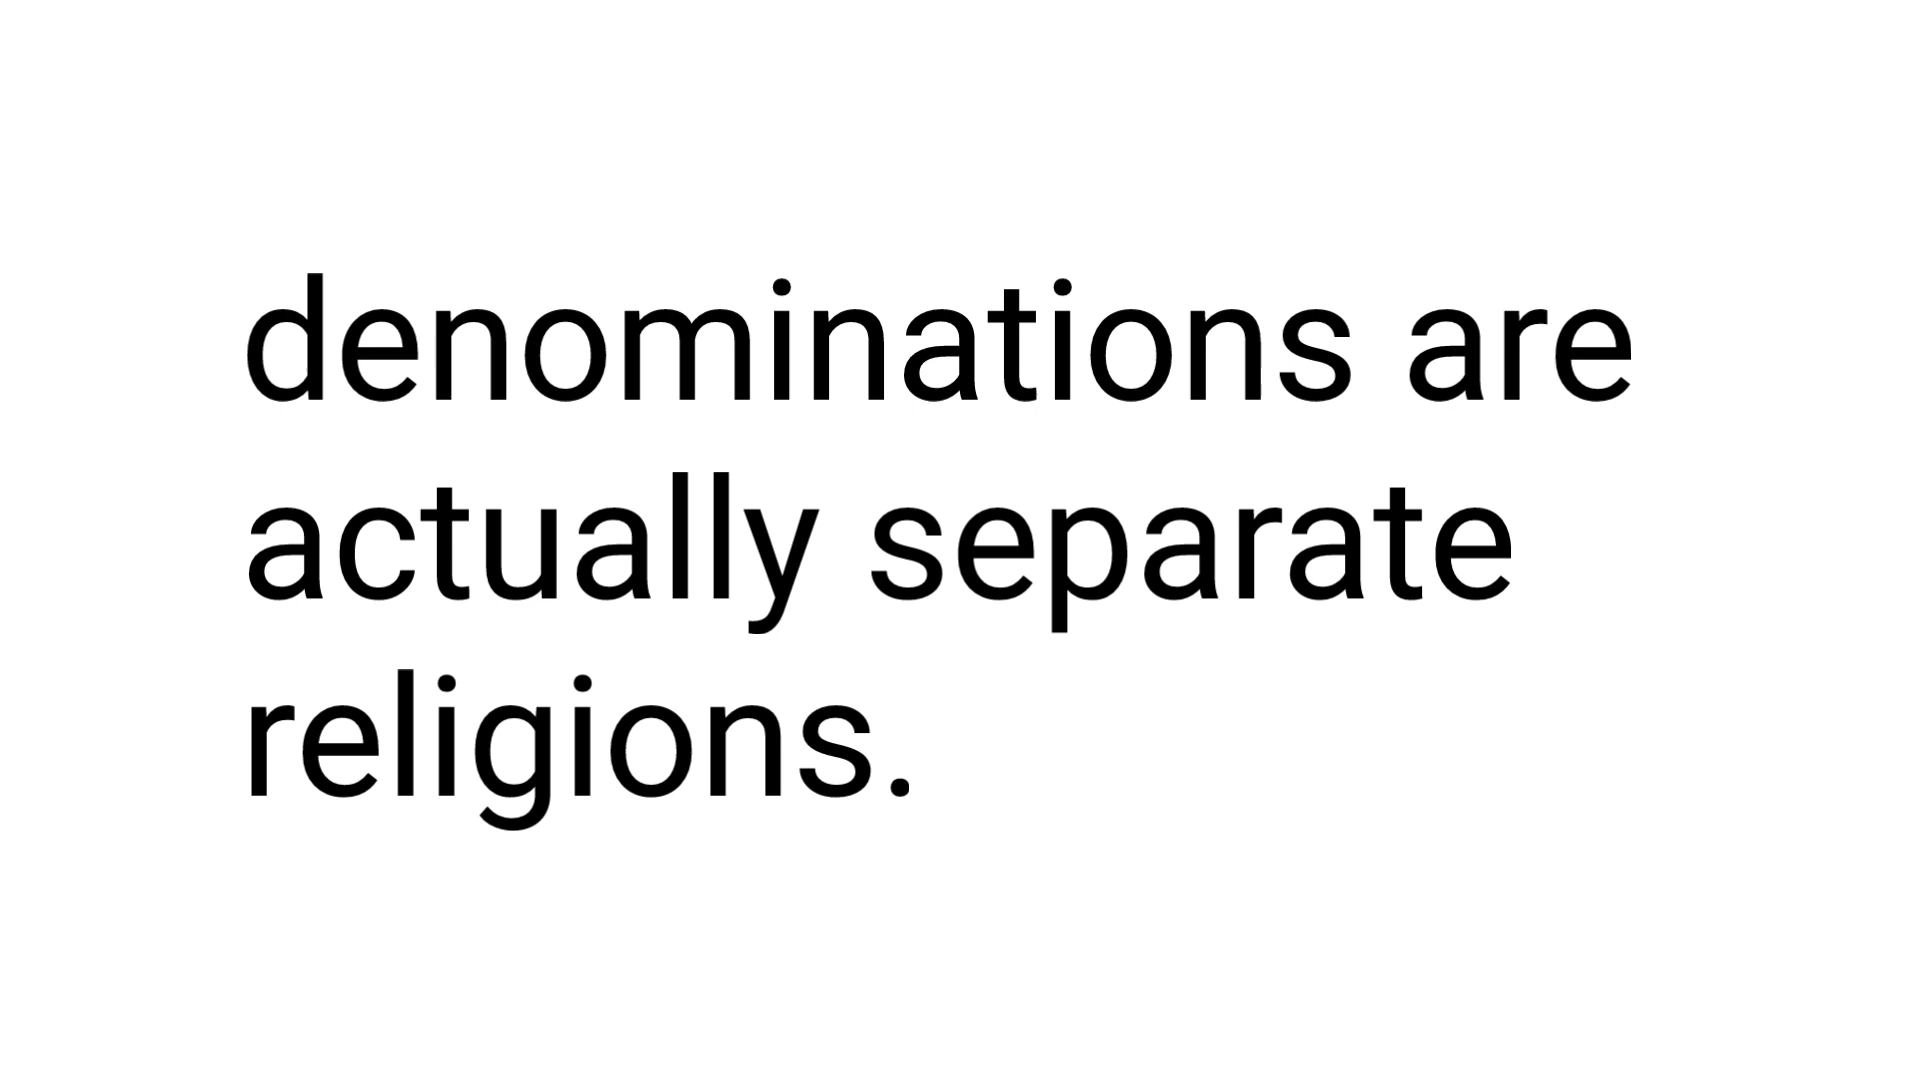 denominations are
actually separate
religions.